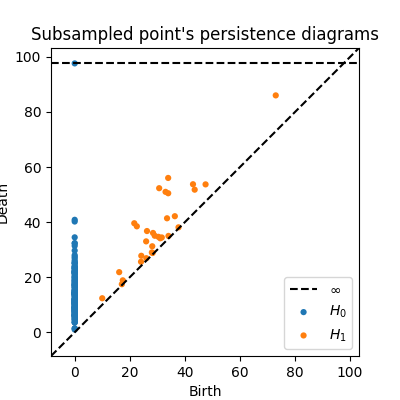 Subsampled point's persistence diagrams
100
80
60
40
20
0
Death
0 20 40 60 80 100
Birth
∞
H₀
H₁